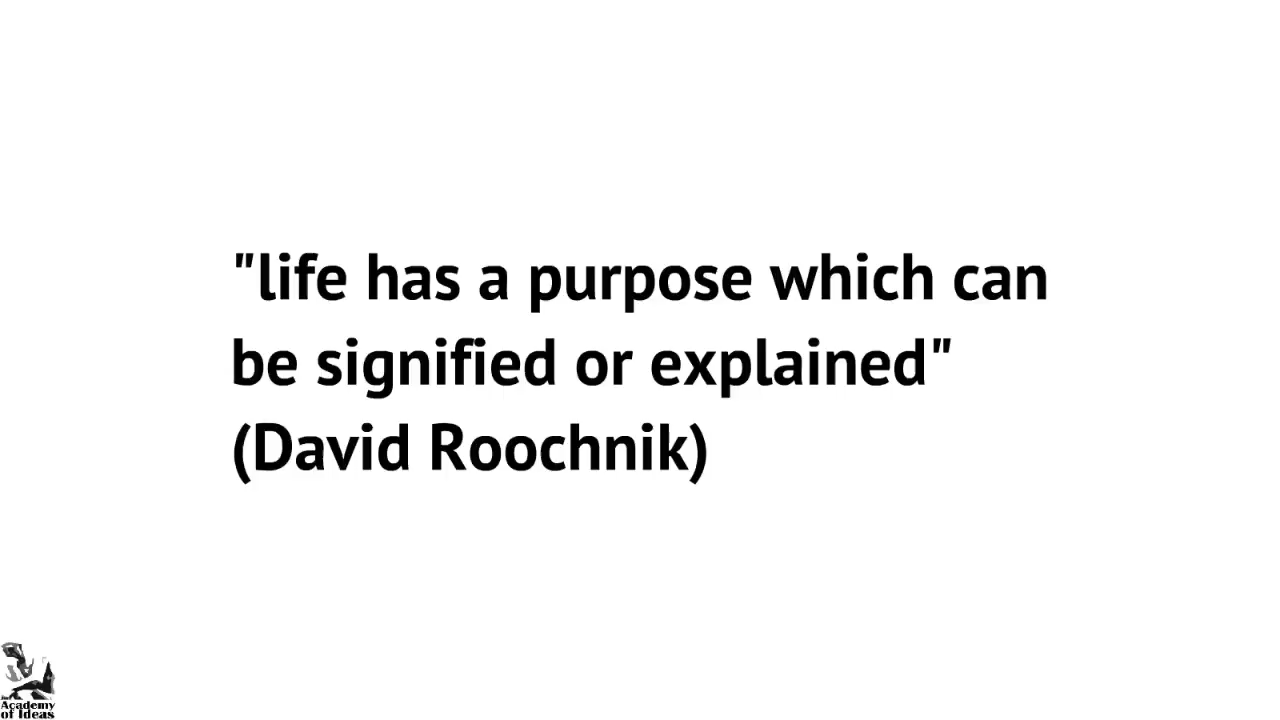 "life has a purpose which can
be signified or explained"
(David Roochnik)
Academy
of Ideas